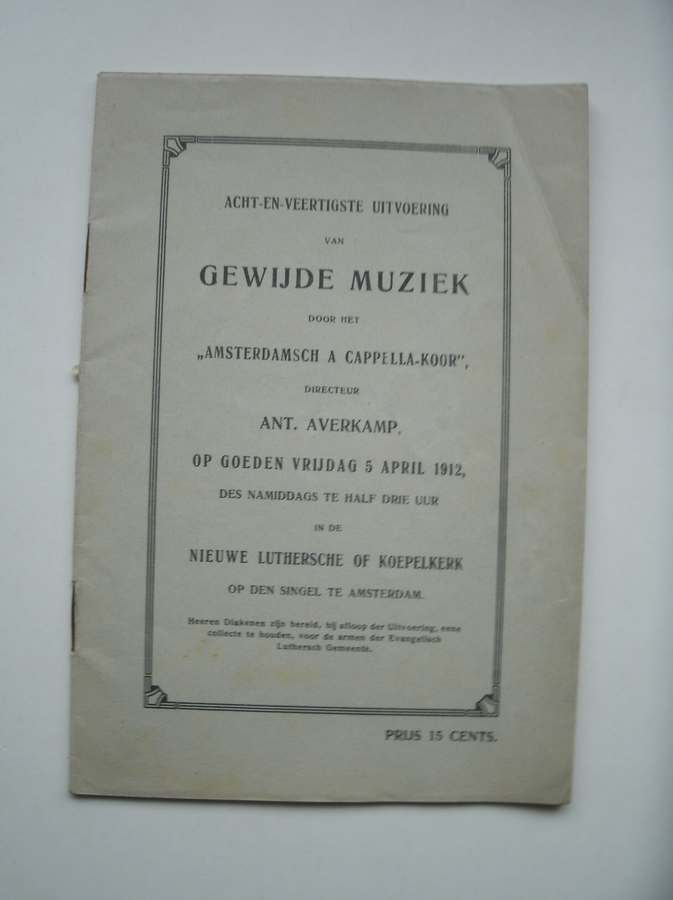 ACHT-EN-VEERTIGSTE UITVOERING
VAN
GEWIJDE MUZIEK
DOOR HET
„AMSTERDAMSCH A CAPPELLA-KOOR",
DIRECTEUR
ANT. AVERKAMP,
OP GOEDEN VRIJDAG 5 APRIL 1912,
DES NAMIDDAGS TE HALF DRIE UUR
IN DE
NIEUWE LUTHERSCHE OF KOEPELKERK
OP DEN SINGEL TE AMSTERDAM.
Heeren Diakenen zijn bereid, bij afloop der Uitvoering, eene
collecte te houden, voor de armen der Evangelisch
Luthersch Gemeente.
PRIJS 15 CENTS.